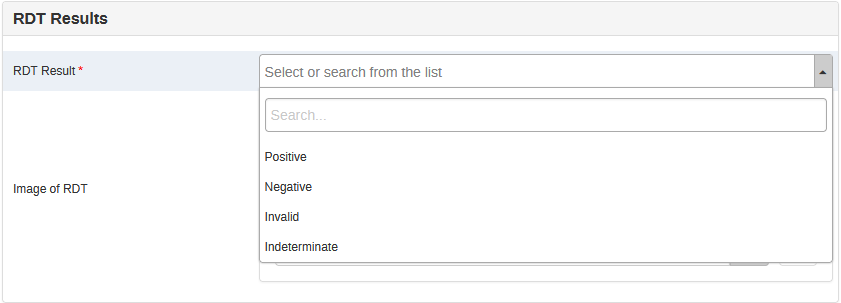 RDT Results
RDT Result *
Select or search from the list
Search...
Positive
Negative
Image of RDT
Invalid
Indeterminate